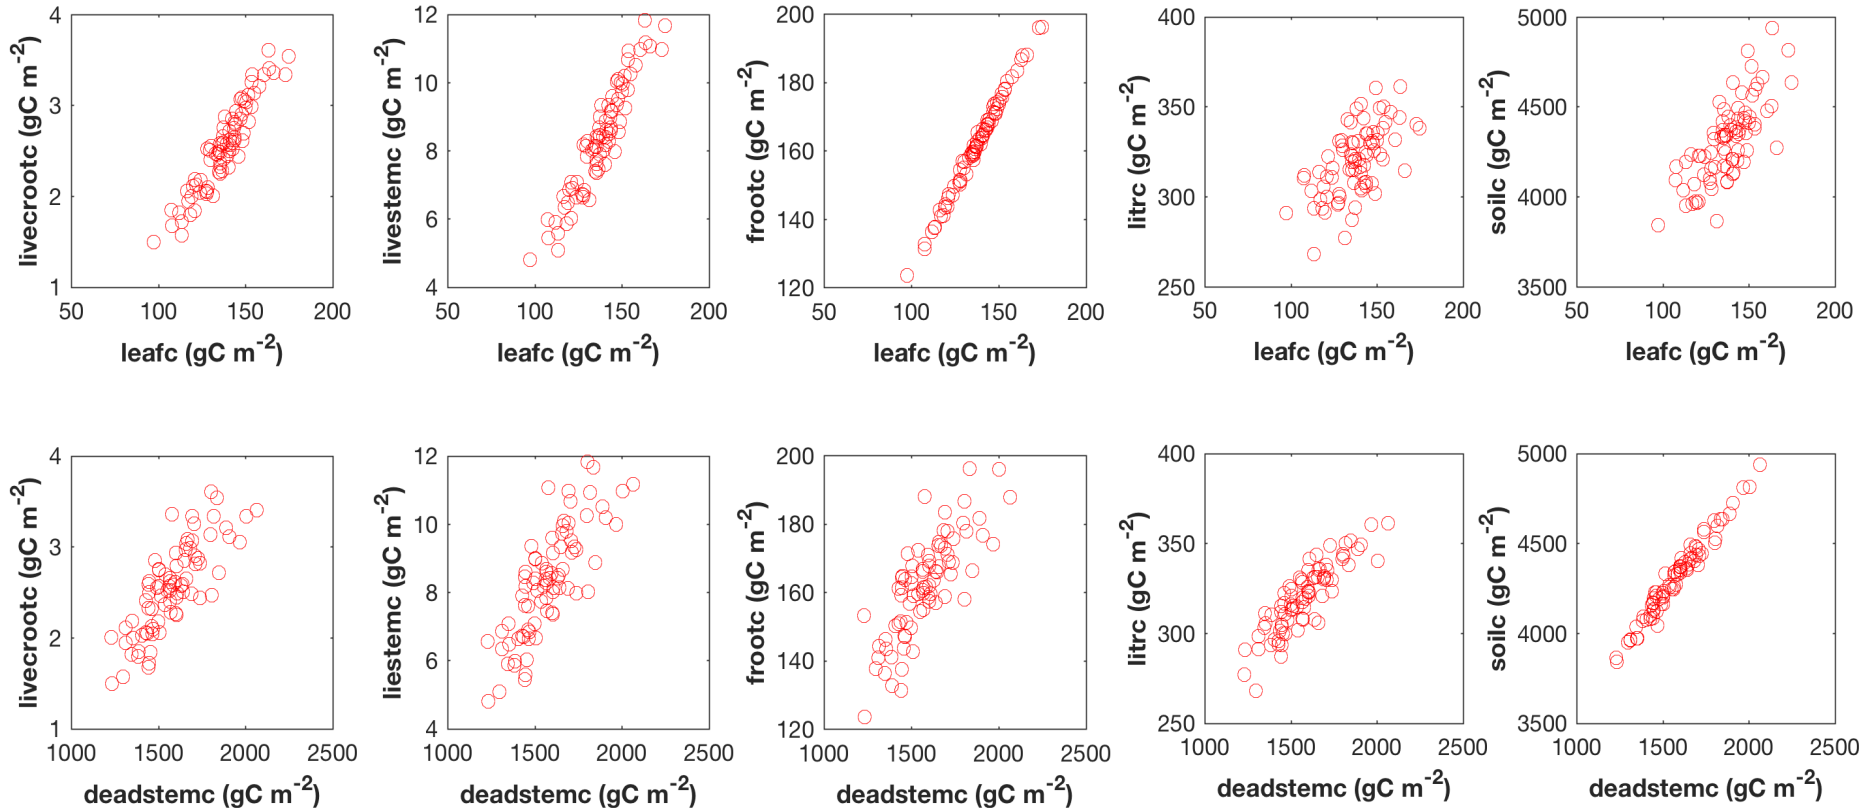 livecrootc (gC m-2)
4
3
2
1
50 100 150 200
leafc (gC m-2)
livestemc (gC m-2)
12
10
8
6
4
50 100 150 200
leafc (gC m-2)
frootc (gC m-2)
200
180
160
140
120
50 100 150 200
leafc (gC m-2)
litrc (gC m-2)
400
350
300
250
50 100 150 200
leafc (gC m-2)
soilc (gC m-2)
5000
4500
4000
3500
50 100 150 200
leafc (gC m-2)
livecrootc (gC m-2)
4
3
2
1
1000 1500 2000 2500
deadstemc (gC m-2)
liestemc (gC m-2)
12
10
8
6
4
1000 1500 2000 2500
deadstemc (gC m-2)
frootc (gC m-2)
200
180
160
140
120
1000 1500 2000 2500
deadstemc (gC m-2)
litrc (gC m-2)
400
350
300
250
1000 1500 2000 2500
deadstemc (gC m-2)
soilc (gC m-2)
5000
4500
4000
3500
1000 1500 2000 2500
deadstemc (gC m-2)